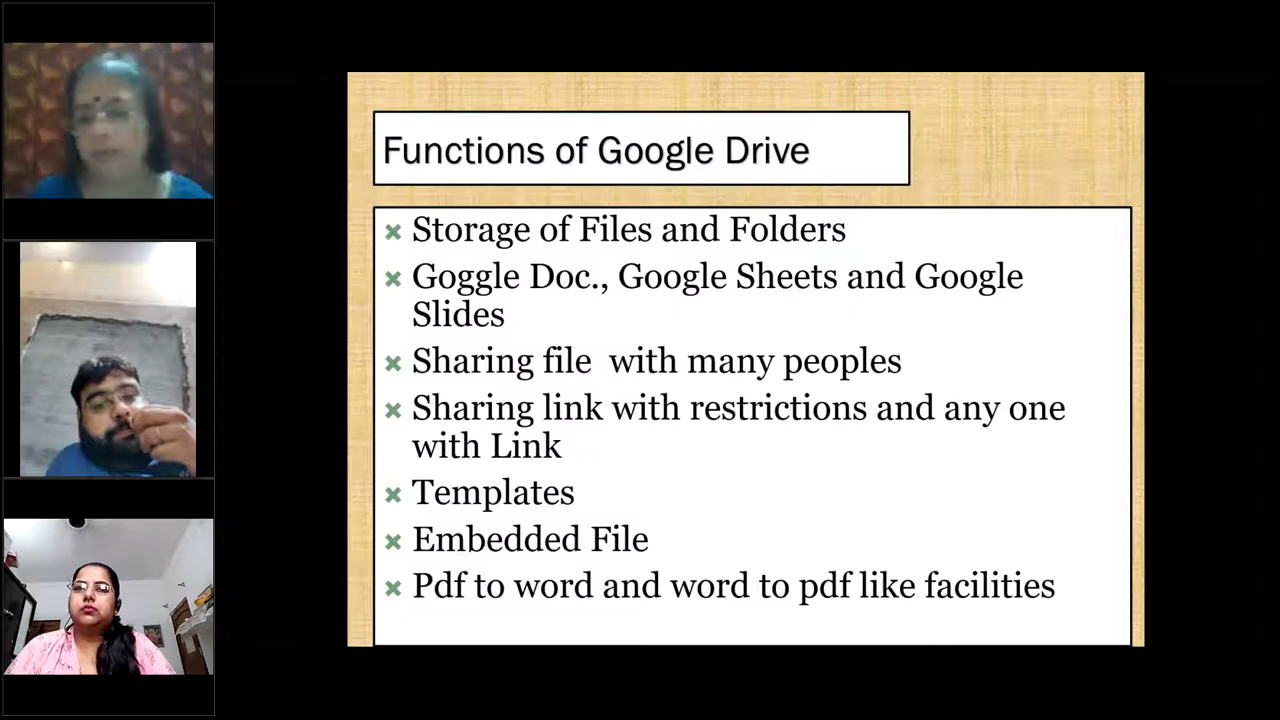 Functions of Google Drive
Storage of Files and Folders
Goggle Doc., Google Sheets and Google
Slides
Sharing file  with many peoples
Sharing link with restrictions and any one
with Link
Templates
Embedded File
Pdf to word and word to pdf like facilities